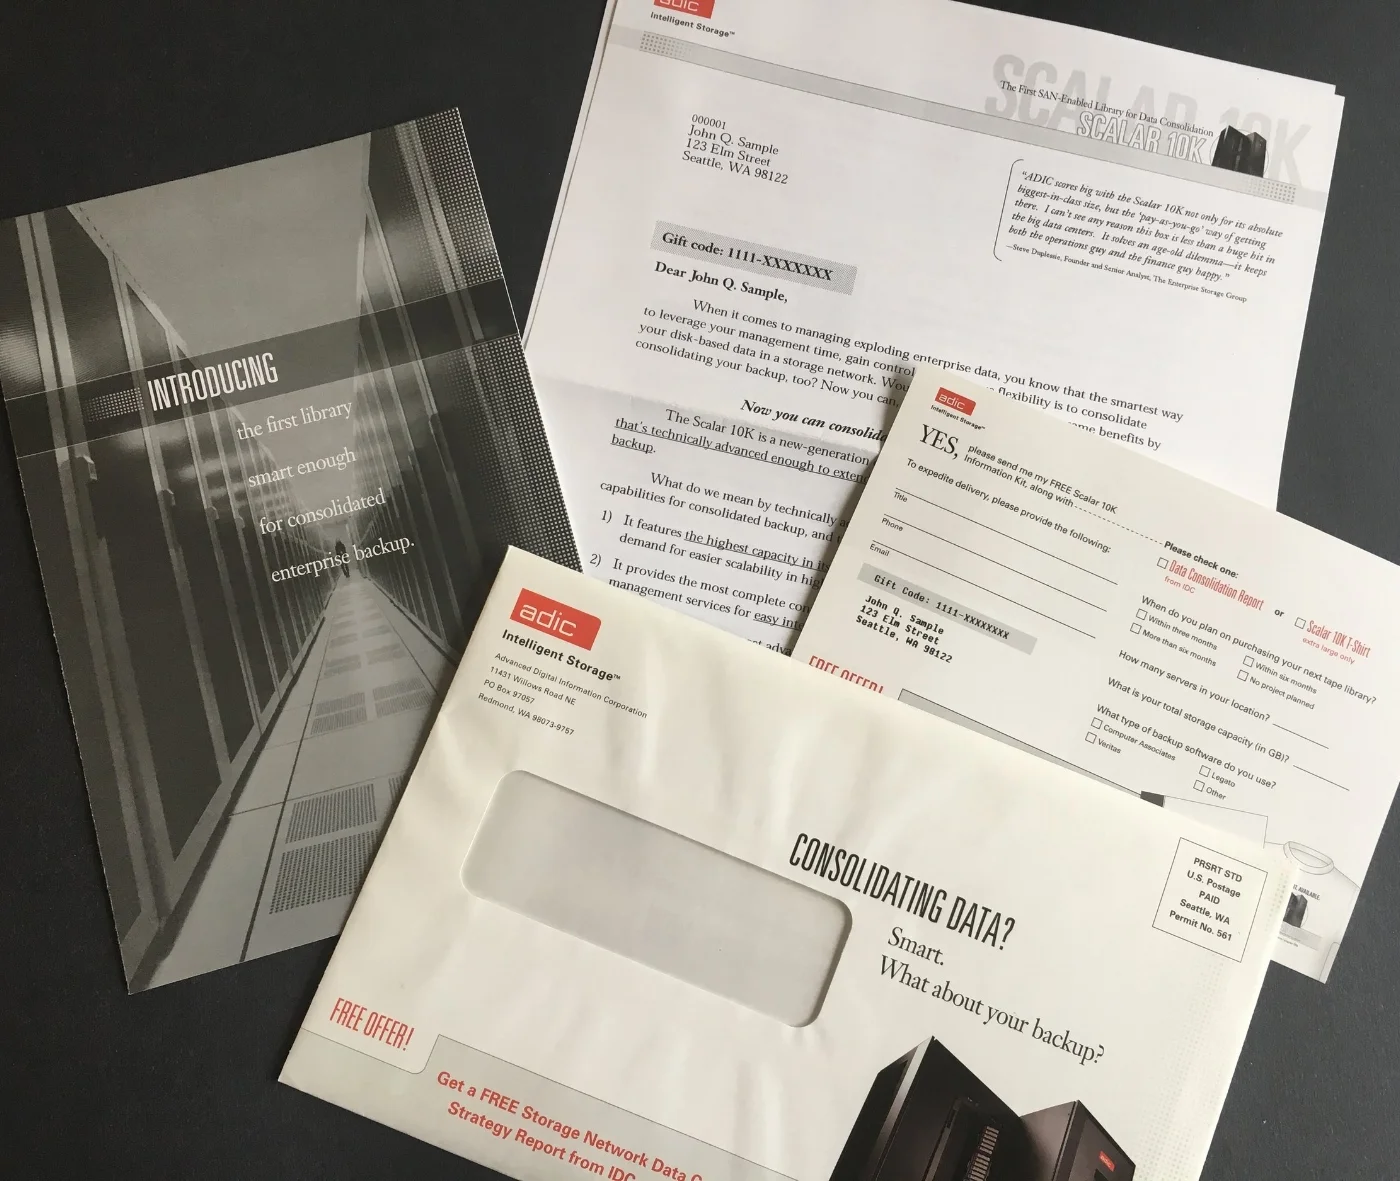 INTRODUCING
the first library
smart enough
for consolidated
enterprise backup.
adic
Intelligent Storage™
SCALAR 10K
The First SAN-Enabled Library for Data Consolidation
SCALAR 10K
000001
John Q. Sample
123 Elm Street
Seattle, WA 98122
"ADIC scores big with the Scalar 10K not only for its absolute
biggest-in-class size, but the 'pay-as-you-go' way of getting
there. I can't see any reason this box is less than a huge hit in
the big data centers. It solves an age-old dilemma—it keeps
both the operations guy and the finance guy happy."
—Steve Duplessie, Founder and Senior Analyst, The Enterprise Storage Group
Gift code: 1111-XXXXXXX
Dear John Q. Sample,
When it comes to managing exploding enterprise data, you know that the smartest way
to leverage your management time, gain control flexibility is to consolidate
your disk-based data in a storage network. benefits by
consolidating your backup, too? Now you can,
Now you can
The Scalar 10K is a new-generation
that's technically advanced enough to
backup.
What do we mean by technically
capabilities for consolidated backup, and
1) It features the highest capacity in
demand for easier scalability in
2) It provides the most complete
management services for easy
adic
Intelligent Storage™
YES, please send me my FREE Scalar 10K
Information Kit, along with
To expedite delivery, please provide the following:
Title
Phone
Email
Gift Code: 1111-XXXXXXXX
John Q. Sample
123 Elm Street
Seattle, WA 98122
FREE OFFER!
Please check one:
Data Consolidation Report or Scalar 10K T-Shirt
from IDC extra large only
When do you plan on purchasing your next tape library?
Within three months Within six months
More than six months No project planned
How many servers in your location?
What is your total storage capacity (in GB)?
What type of backup software do you use?
Computer Associates Legato
Veritas Other
adic
Intelligent Storage™
Advanced Digital Information Corporation
11431 Willows Road NE
PO Box 97057
Redmond, WA 98073-9757
PRSRT STD
U.S. Postage
PAID
Seattle, WA
Permit No. 561
CONSOLIDATING DATA?
Smart.
What about your backup?
FREE OFFER!
Get a FREE Storage Network Data
Strategy Report from IDC
adic